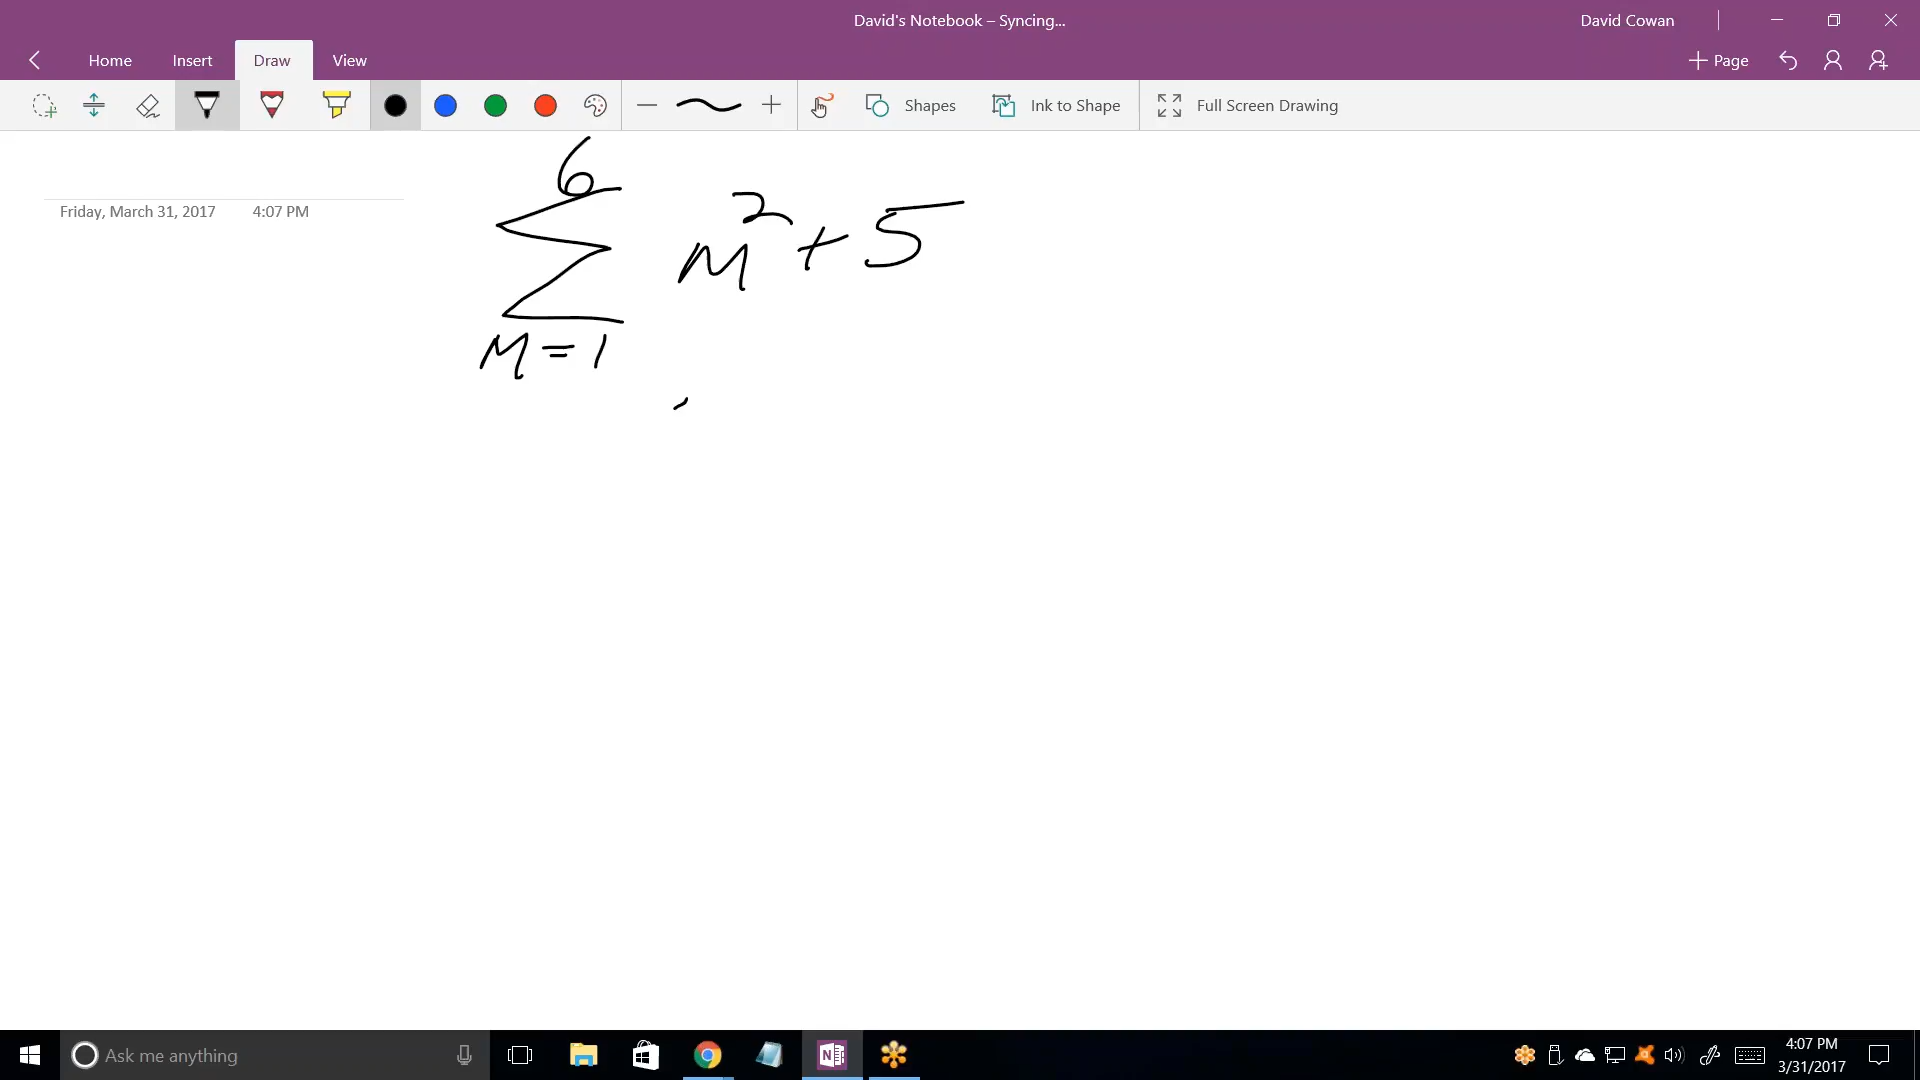 David's Notebook – Syncing...
David Cowan
Home Insert Draw View
Page
Shapes Ink to Shape Full Screen Drawing
Friday, March 31, 2017 4:07 PM
6
∑ m² + 5
M = 1
Ask me anything
4:07 PM
3/31/2017